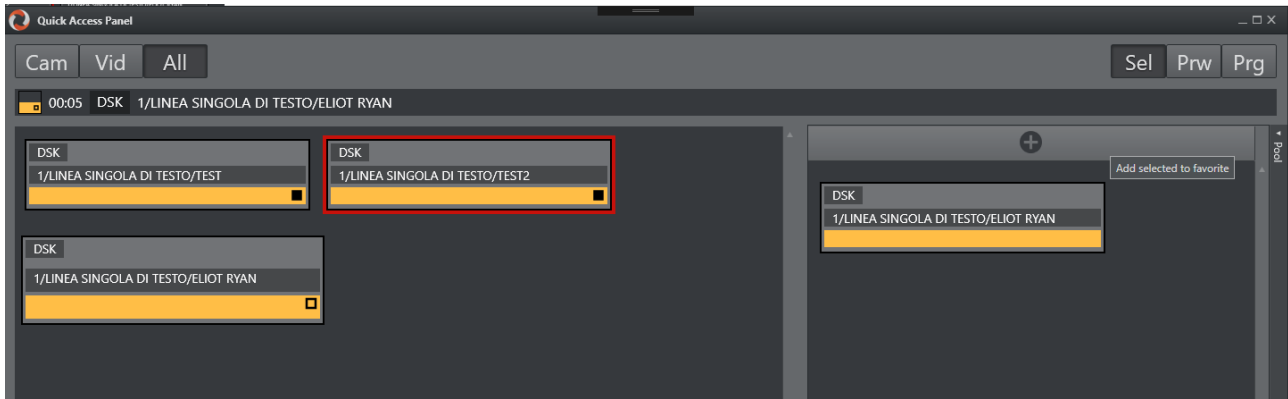 Quick Access Panel
Cam Vid All Sel Prw Prg
00:05 DSK 1/LINEA SINGOLA DI TESTO/ELIOT RYAN
DSK
1/LINEA SINGOLA DI TESTO/TEST
DSK
1/LINEA SINGOLA DI TESTO/TEST2
DSK
1/LINEA SINGOLA DI TESTO/ELIOT RYAN
Add selected to favorite
DSK
1/LINEA SINGOLA DI TESTO/ELIOT RYAN
Pool